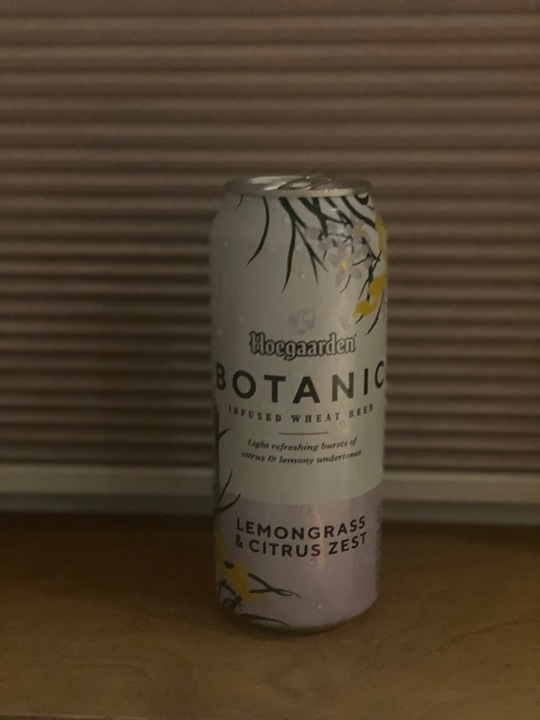 Hoegaarden
BOTANIC
INFUSED WHEAT BEER
Light refreshing bursts of
citrus & lemony undertones
LEMONGRASS
& CITRUS ZEST